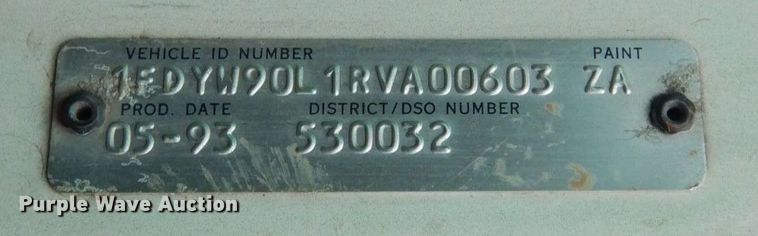 VEHICLE ID NUMBER PAINT
1FDYW90L1RVA00603 ZA
PROD. DATE DISTRICT/DSO NUMBER
05-93 530032
Purple Wave Auction